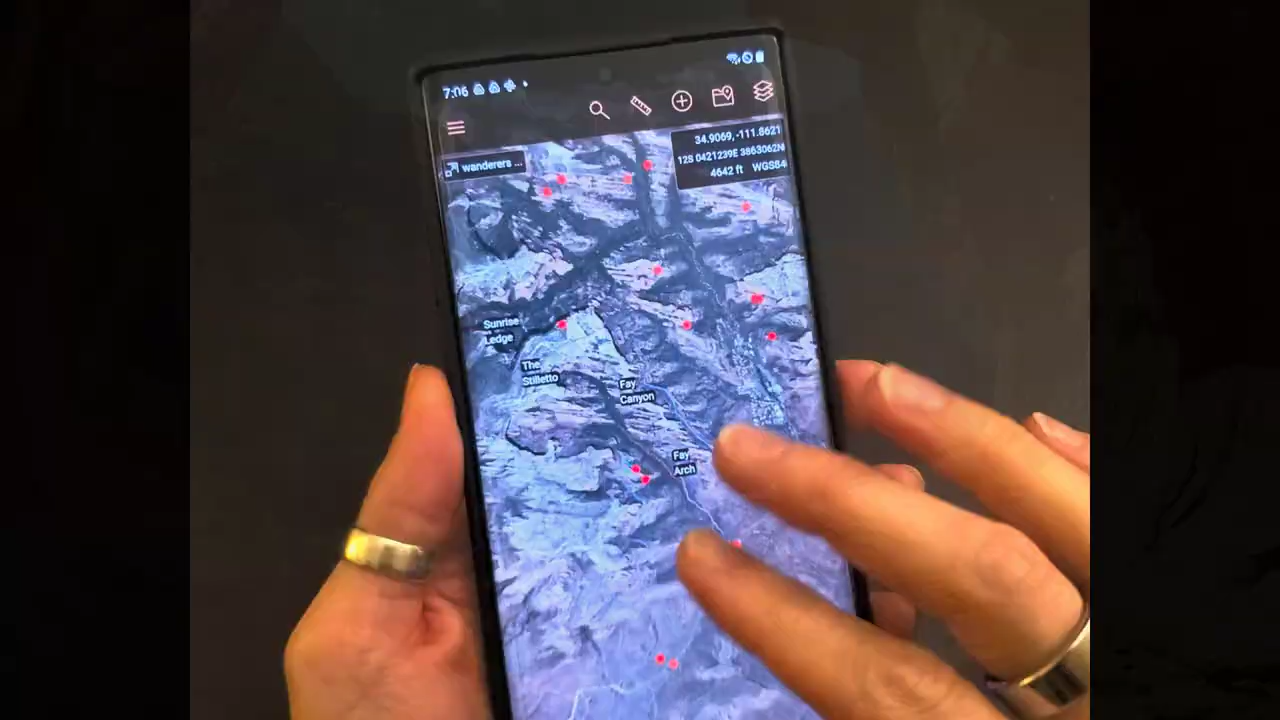 7:06
34.9069, -111.8621
wanderers ...
12S 0421239E 3863062N
4642 ft WGS84
Sunrise
Ledge
The
Stilletto
Fay
Canyon
Fay
Arch